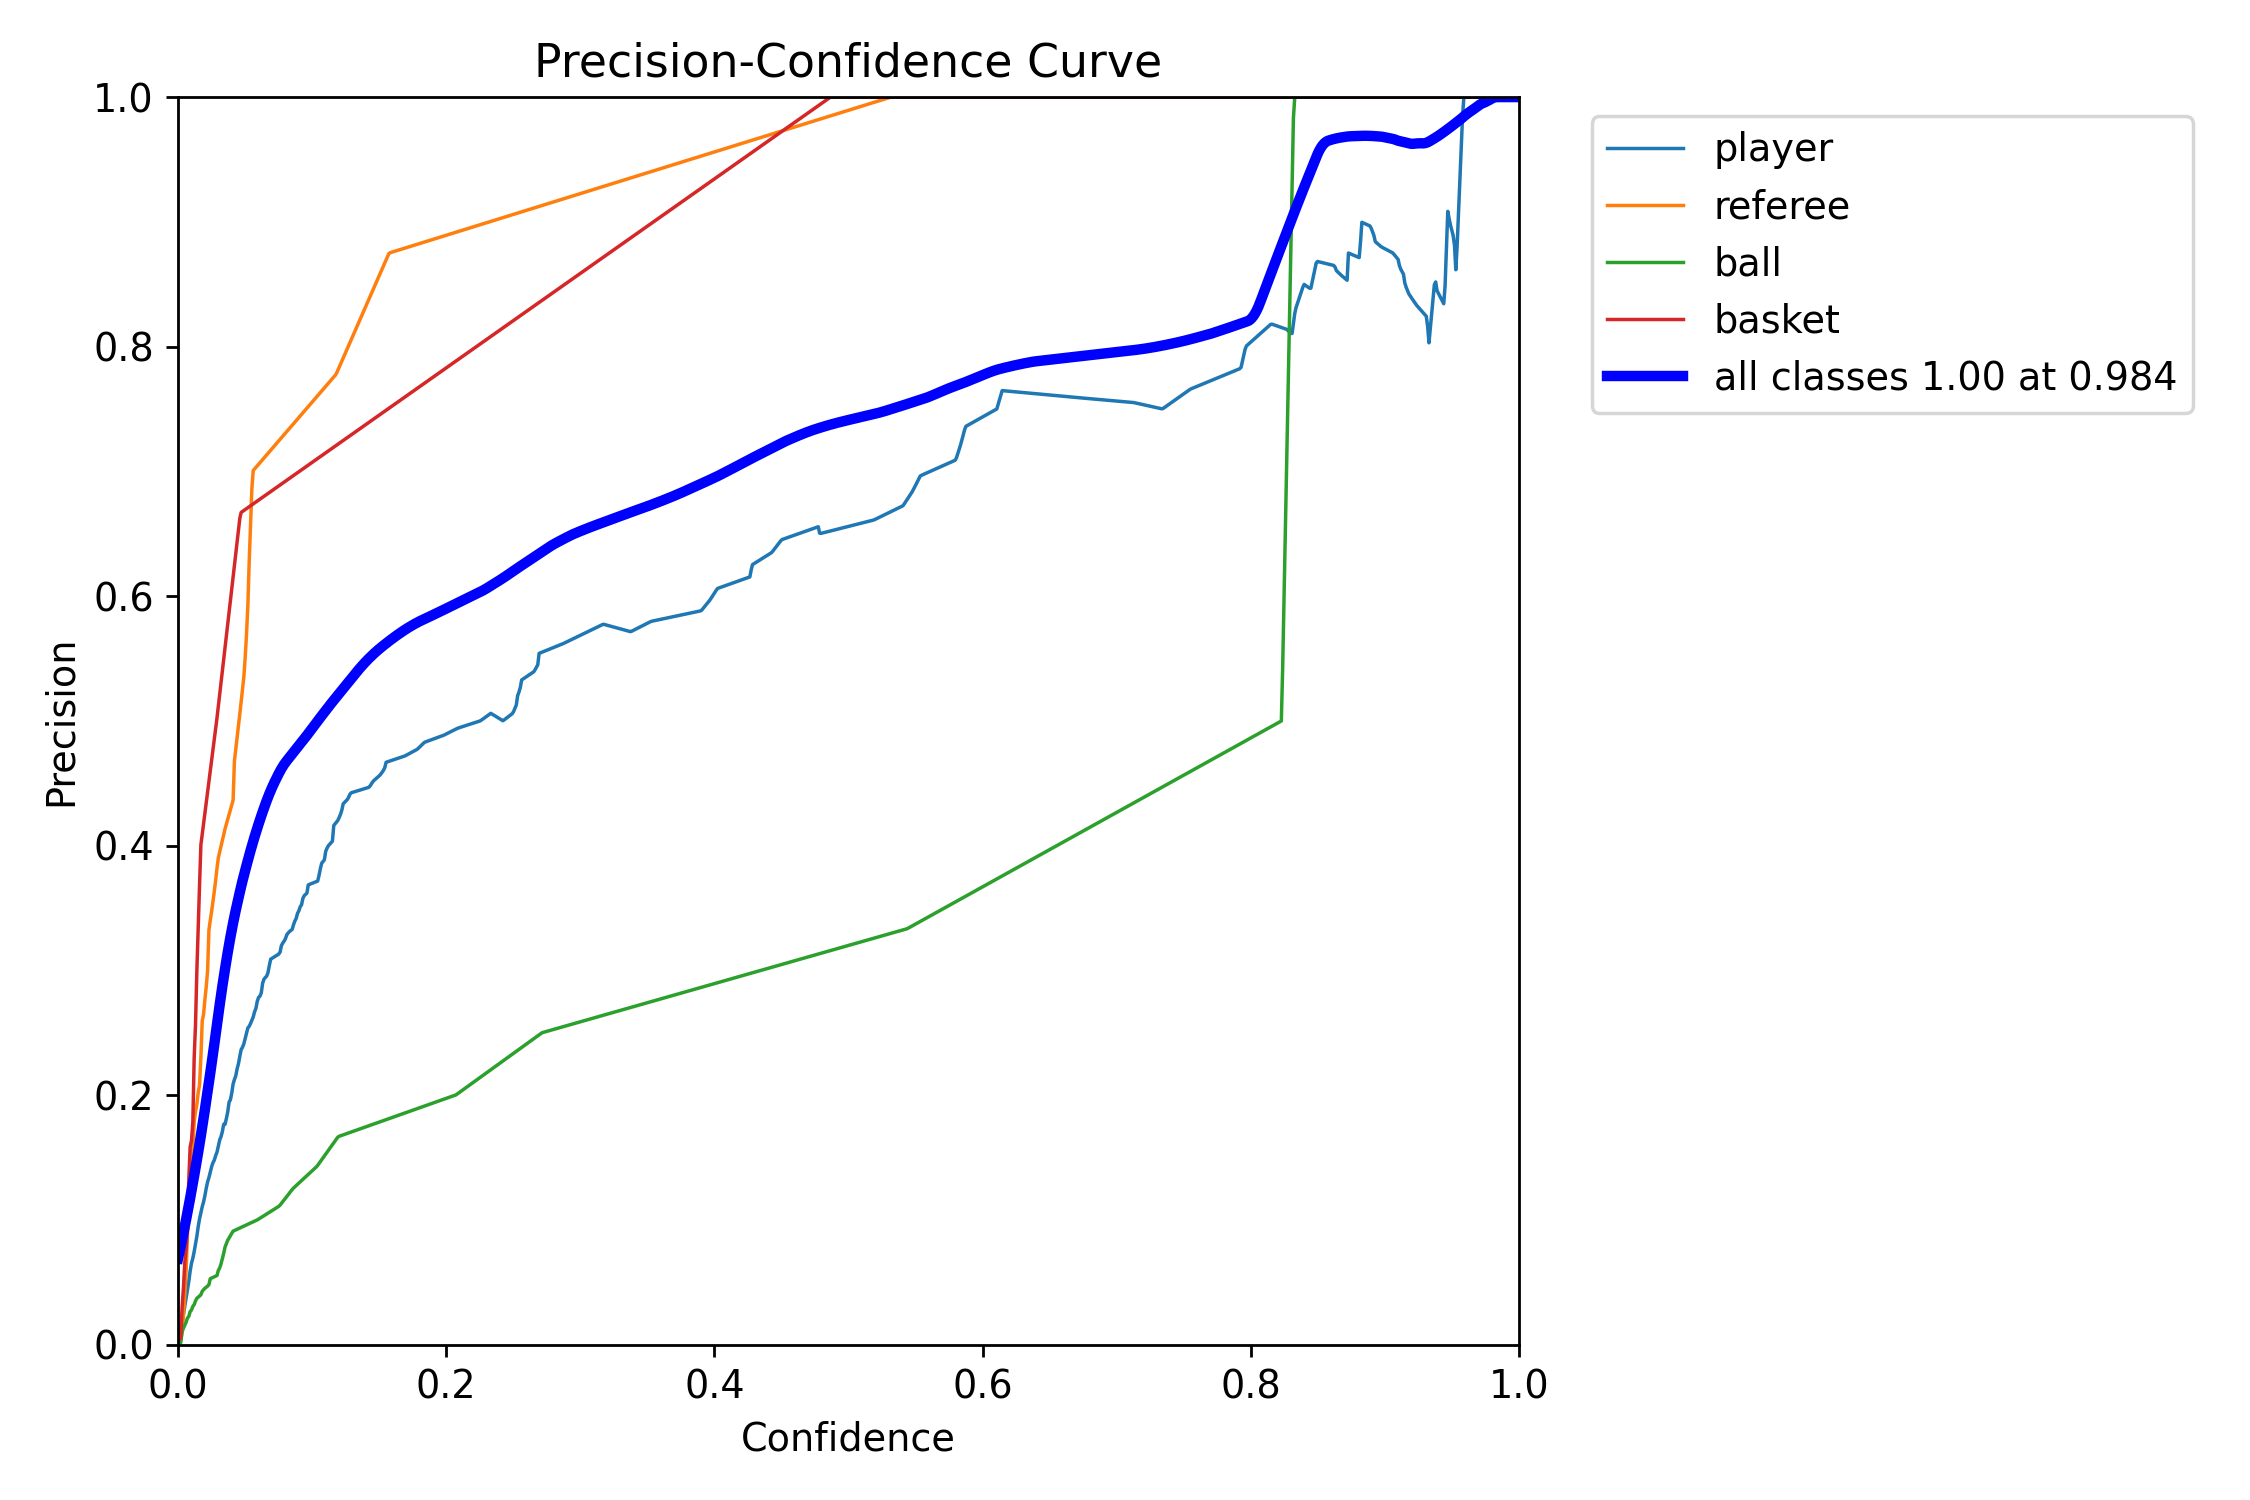 Precision-Confidence Curve
1.0
0.8
0.6
0.4
0.2
0.0
Precision
0.0 0.2 0.4 0.6 0.8 1.0
Confidence
player
referee
ball
basket
all classes 1.00 at 0.984